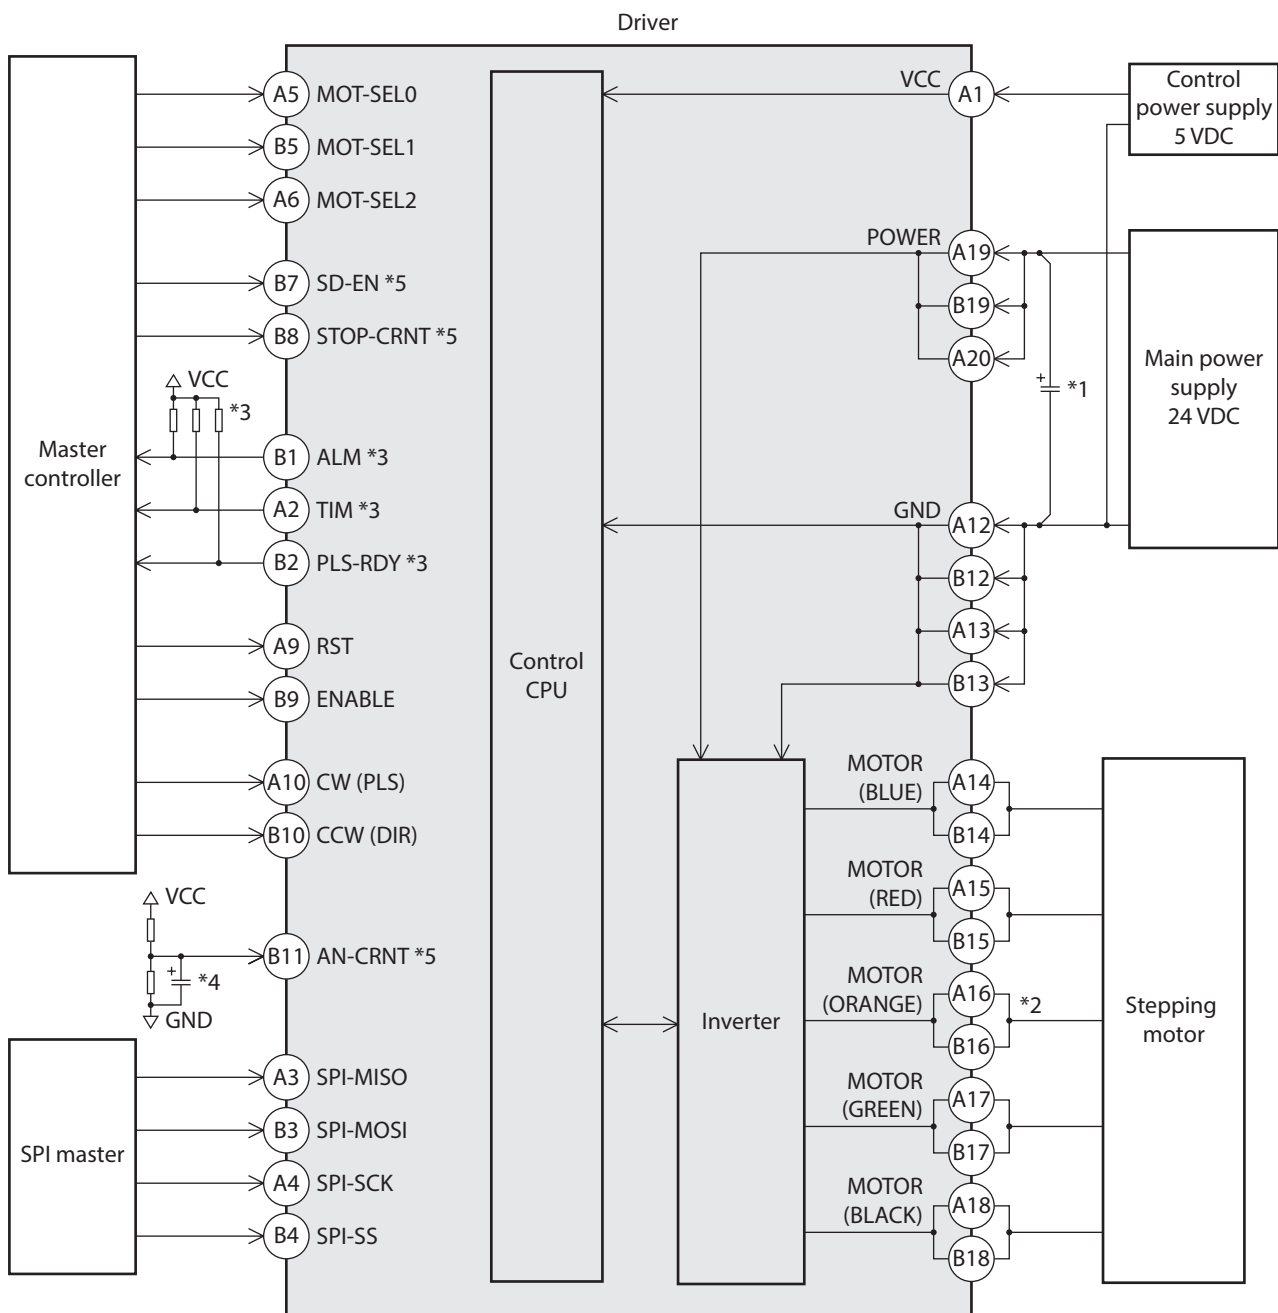 Driver
A5 MOT-SEL0
B5 MOT-SEL1
A6 MOT-SEL2
B7 SD-EN *5
B8 STOP-CRNT *5
VCC
*3
Master
controller
B1 ALM *3
A2 TIM *3
B2 PLS-RDY *3
A9 RST
B9 ENABLE
A10 CW (PLS)
B10 CCW (DIR)
VCC
B11 AN-CRNT *5
+
*4
GND
SPI master
A3 SPI-MISO
B3 SPI-MOSI
A4 SPI-SCK
B4 SPI-SS
Control
CPU
Inverter
VCC A1
Control
power supply
5 VDC
POWER A19
B19
A20
+
*1
Main power
supply
24 VDC
GND A12
B12
A13
B13
MOTOR
(BLUE)
A14
B14
MOTOR
(RED)
A15
B15
MOTOR
(ORANGE)
A16
B16
*2
MOTOR
(GREEN)
A17
B17
MOTOR
(BLACK)
A18
B18
Stepping
motor